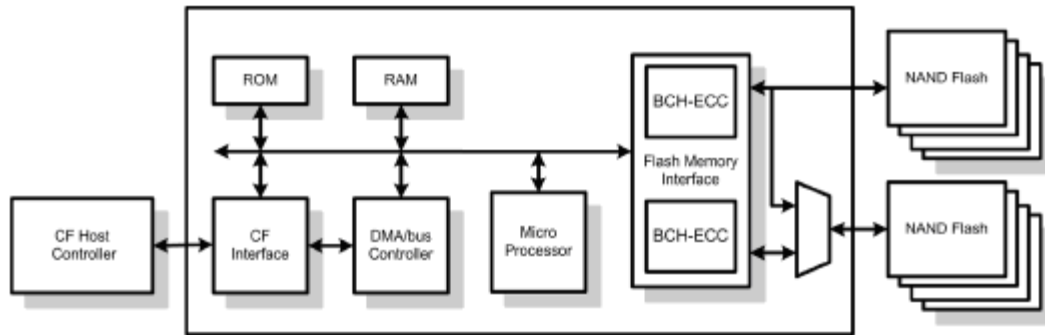 ROM
RAM
BCH-ECC
NAND Flash
Flash Memory
Interface
CF Host
Controller
CF
Interface
DMA/bus
Controller
Micro
Processor
BCH-ECC
NAND Flash